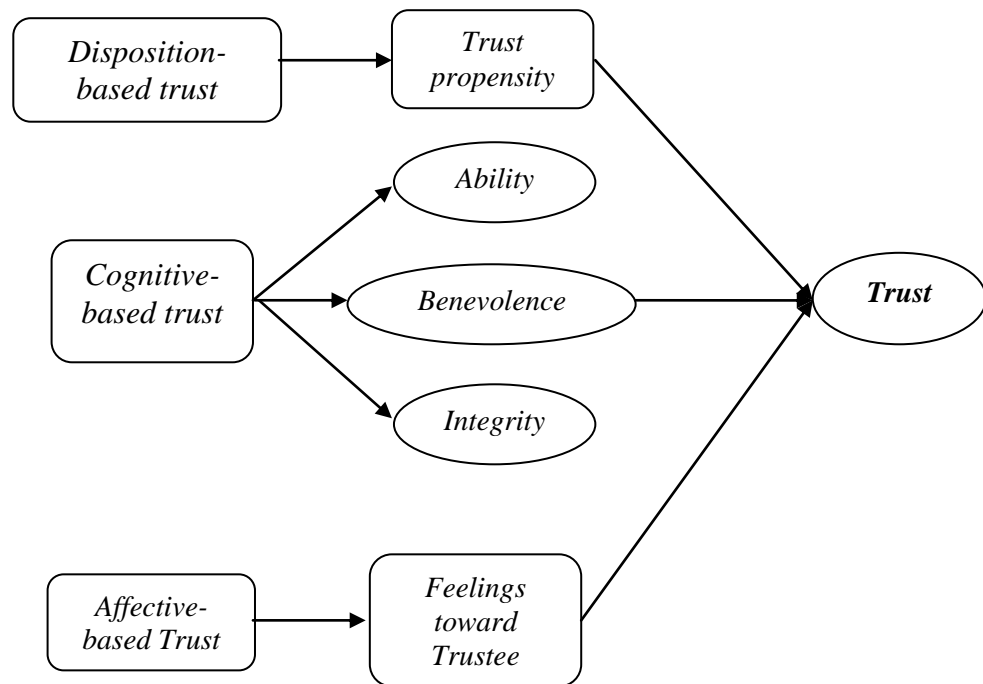 Disposition-
based trust
Trust
propensity
Ability
Cognitive-
based trust
Benevolence
Trust
Integrity
Affective-
based Trust
Feelings
toward
Trustee